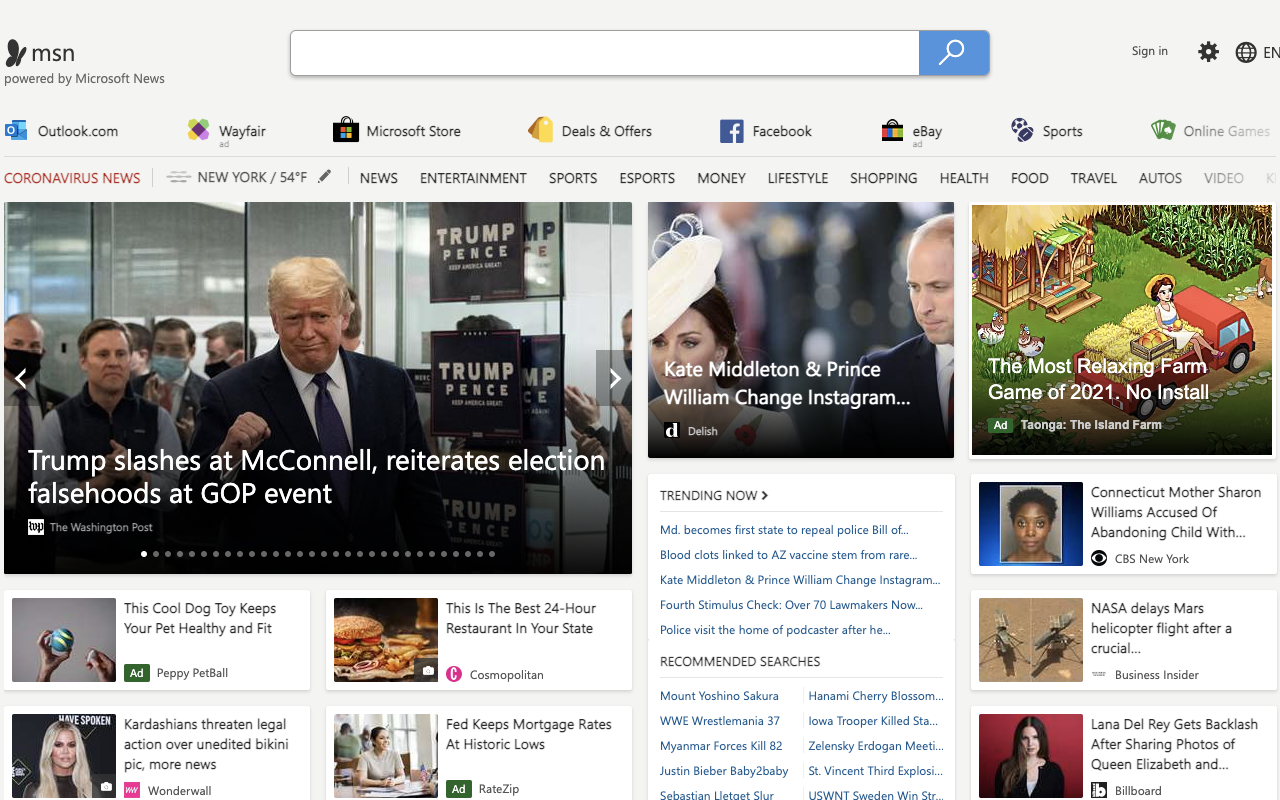 msn
powered by Microsoft News
Sign in
EN
Outlook.com
Wayfair
ad
Microsoft Store
Deals & Offers
Facebook
eBay
ad
Sports
Online Games
CORONAVIRUS NEWS
NEW YORK / 54°F
NEWS
ENTERTAINMENT
SPORTS
ESPORTS
MONEY
LIFESTYLE
SHOPPING
HEALTH
FOOD
TRAVEL
AUTOS
VIDEO
TRUMP
PENCE
KEEP AMERICA GREAT!
TRUMP
PENCE
KEEP AMERICA GREAT!
Trump slashes at McConnell, reiterates election
falsehoods at GOP event
wp
The Washington Post
Kate Middleton & Prince
William Change Instagram...
d
Delish
The Most Relaxing Farm
Game of 2021. No Install
Ad
Taonga: The Island Farm
This Cool Dog Toy Keeps
Your Pet Healthy and Fit
Ad
Peppy PetBall
This Is The Best 24-Hour
Restaurant In Your State
C
Cosmopolitan
HAVE SPOKEN
Kardashians threaten legal
action over unedited bikini
pic, more news
Wonderwall
Fed Keeps Mortgage Rates
At Historic Lows
Ad
RateZip
TRENDING NOW
Md. becomes first state to repeal police Bill of...
Blood clots linked to AZ vaccine stem from rare...
Kate Middleton & Prince William Change Instagram...
Fourth Stimulus Check: Over 70 Lawmakers Now...
Police visit the home of podcaster after he...
RECOMMENDED SEARCHES
Mount Yoshino Sakura
WWE Wrestlemania 37
Myanmar Forces Kill 82
Justin Bieber Baby2baby
Sebastian Lletget Slur
Hanami Cherry Blossom...
Iowa Trooper Killed Sta...
Zelensky Erdogan Meeti...
St. Vincent Third Explosi...
USWNT Sweden Win Str...
Connecticut Mother Sharon
Williams Accused Of
Abandoning Child With...
CBS New York
NASA delays Mars
helicopter flight after a
crucial...
Business Insider
Lana Del Rey Gets Backlash
After Sharing Photos of
Queen Elizabeth and...
b
Billboard